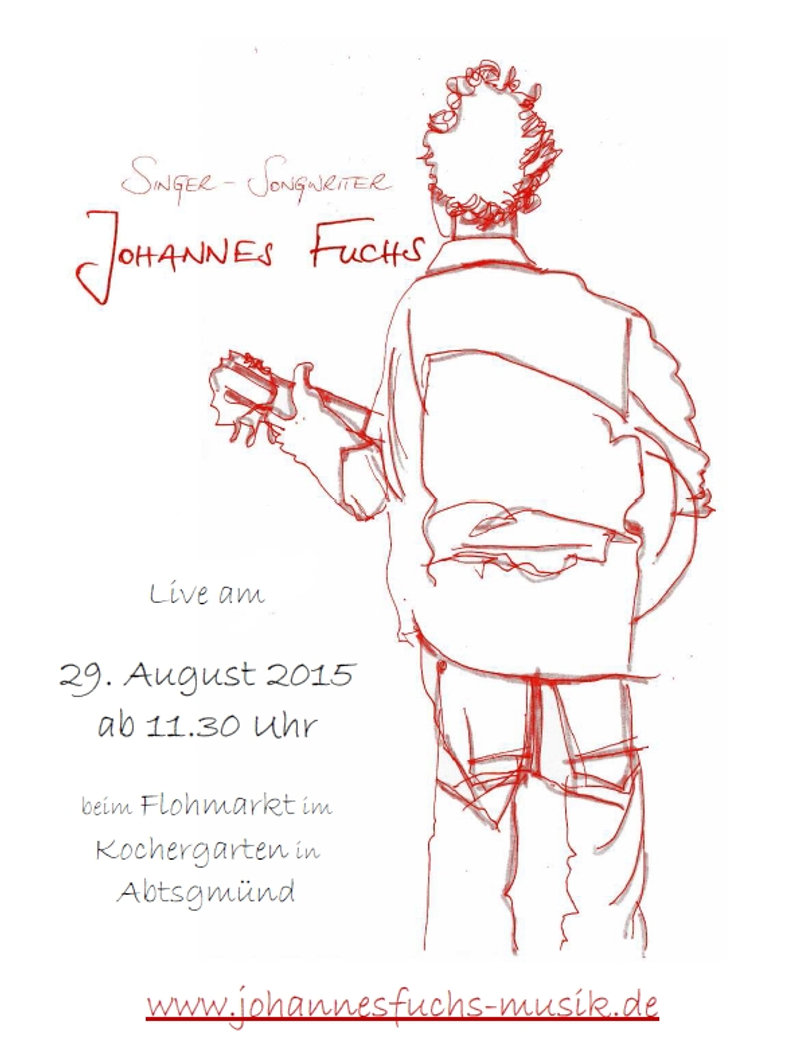 SINGER - SONGWRITER
JOHANNES FUCHS
Live am
29. August 2015
ab 11.30 Uhr
beim Flohmarkt im
Kochergarten in
Abtsgmünd
www.johannesfuchs-musik.de